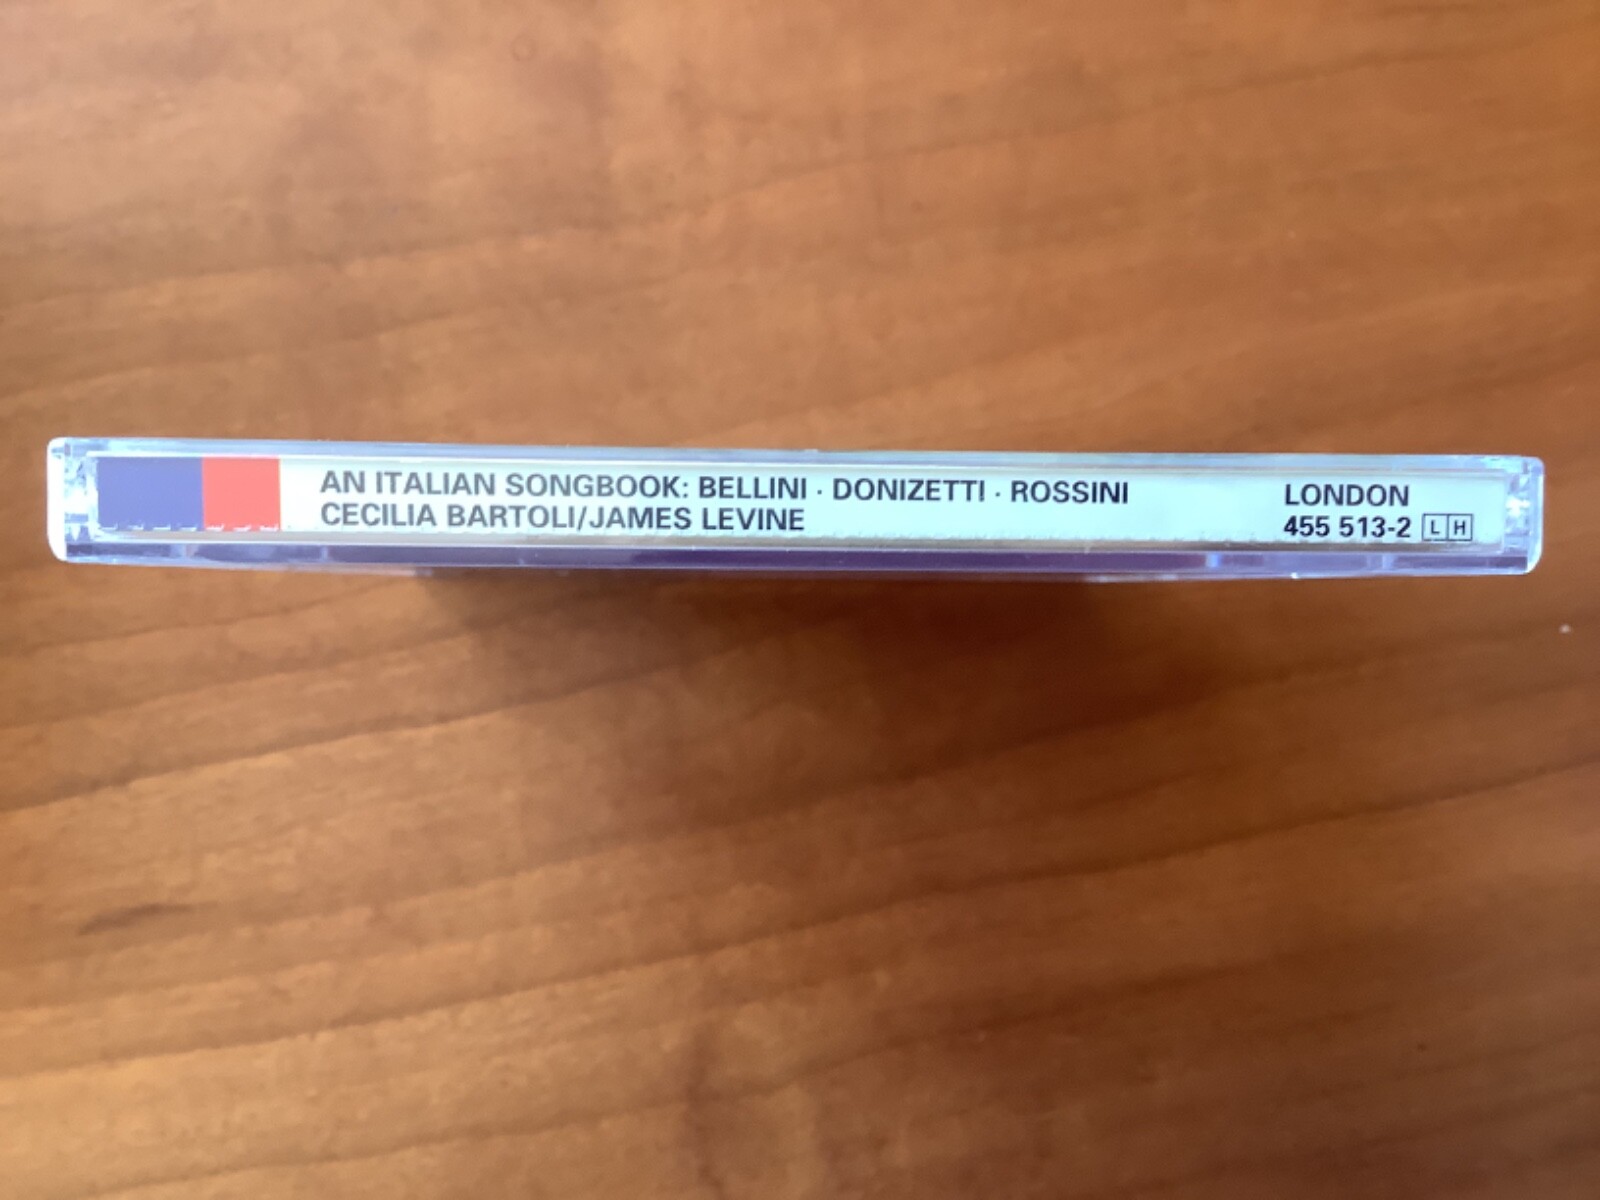 AN ITALIAN SONGBOOK: BELLINI · DONIZETTI · ROSSINI
CECILIA BARTOLI/JAMES LEVINE
LONDON
455 513-2 LH